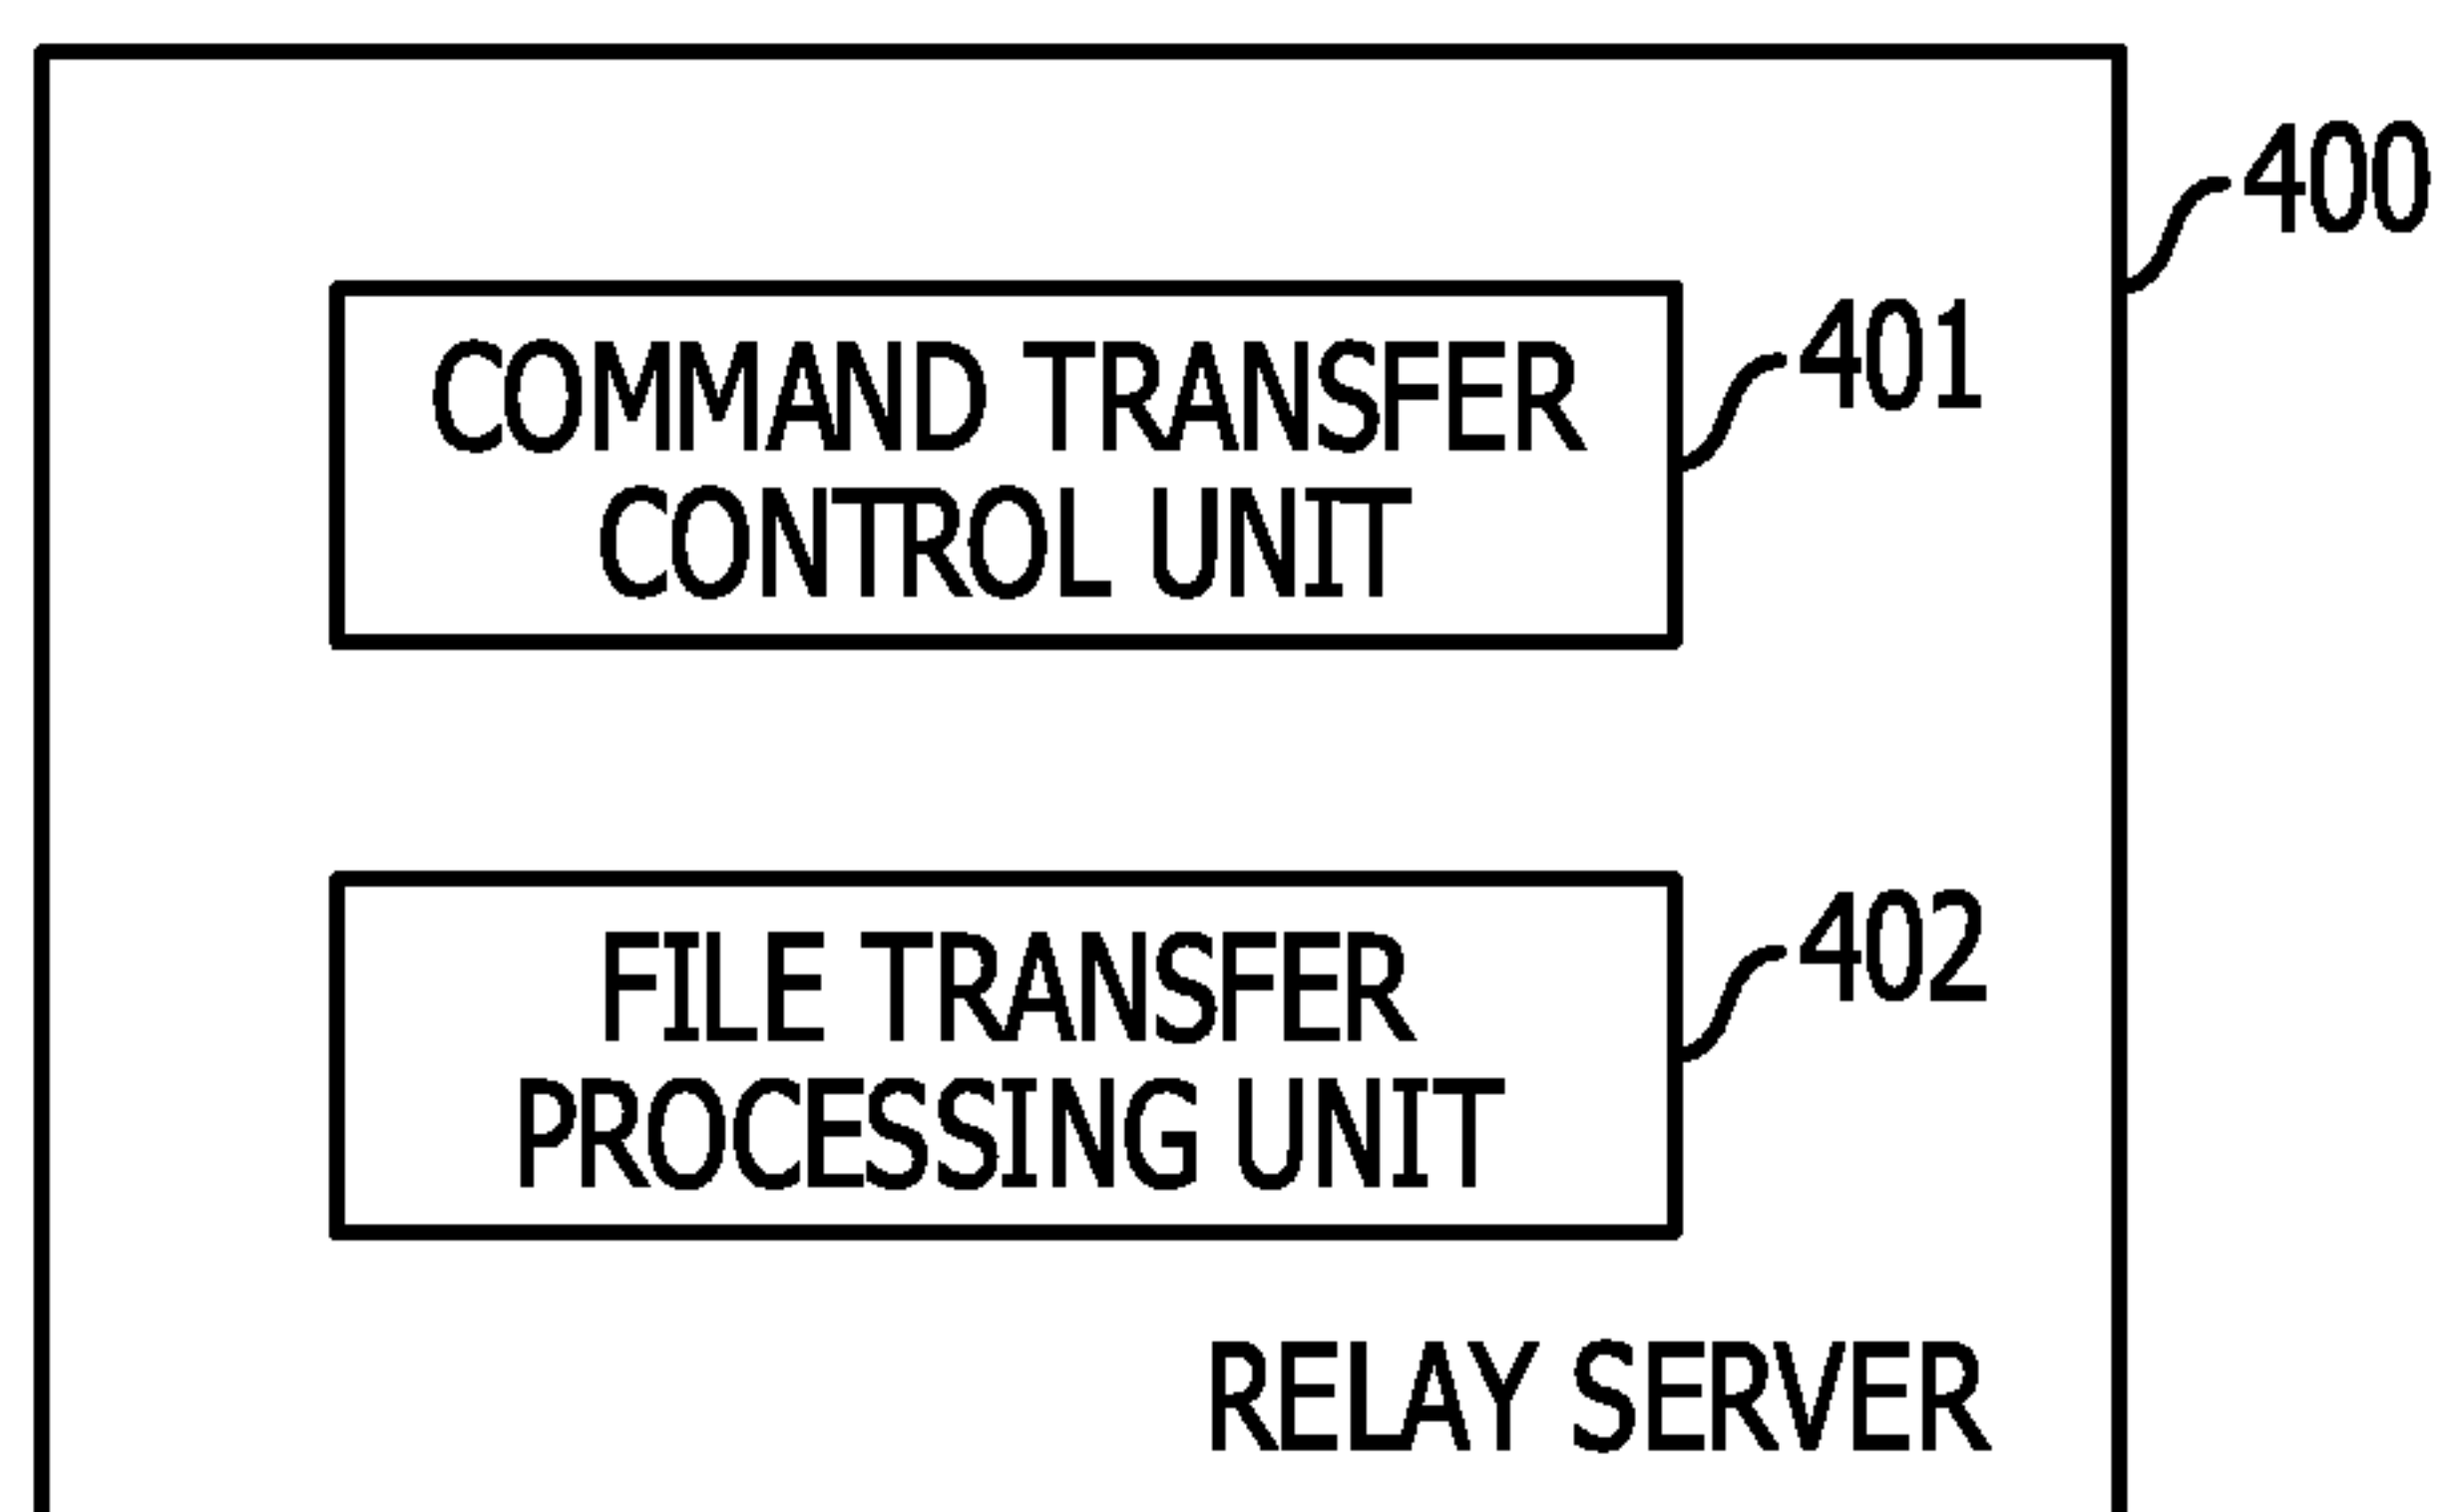 400
COMMAND TRANSFER
CONTROL UNIT
401
FILE TRANSFER
PROCESSING UNIT
402
RELAY SERVER